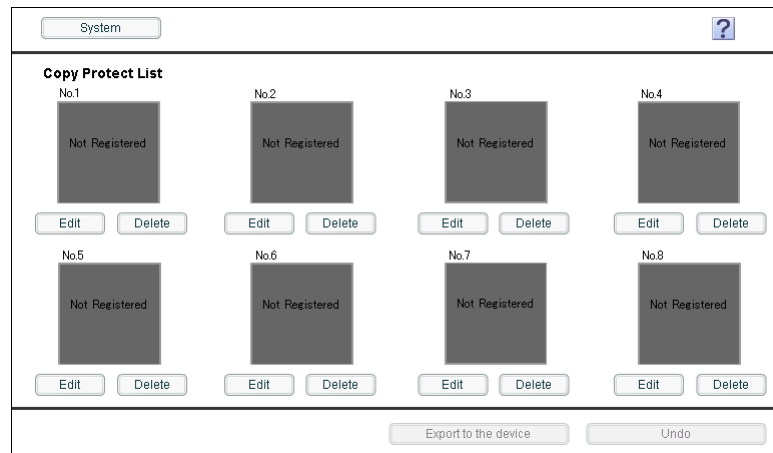 System
?
Copy Protect List
No.1 No.2 No.3 No.4
Not Registered Not Registered Not Registered Not Registered
Edit Delete Edit Delete Edit Delete Edit Delete
No.5 No.6 No.7 No.8
Not Registered Not Registered Not Registered Not Registered
Edit Delete Edit Delete Edit Delete Edit Delete
Export to the device Undo